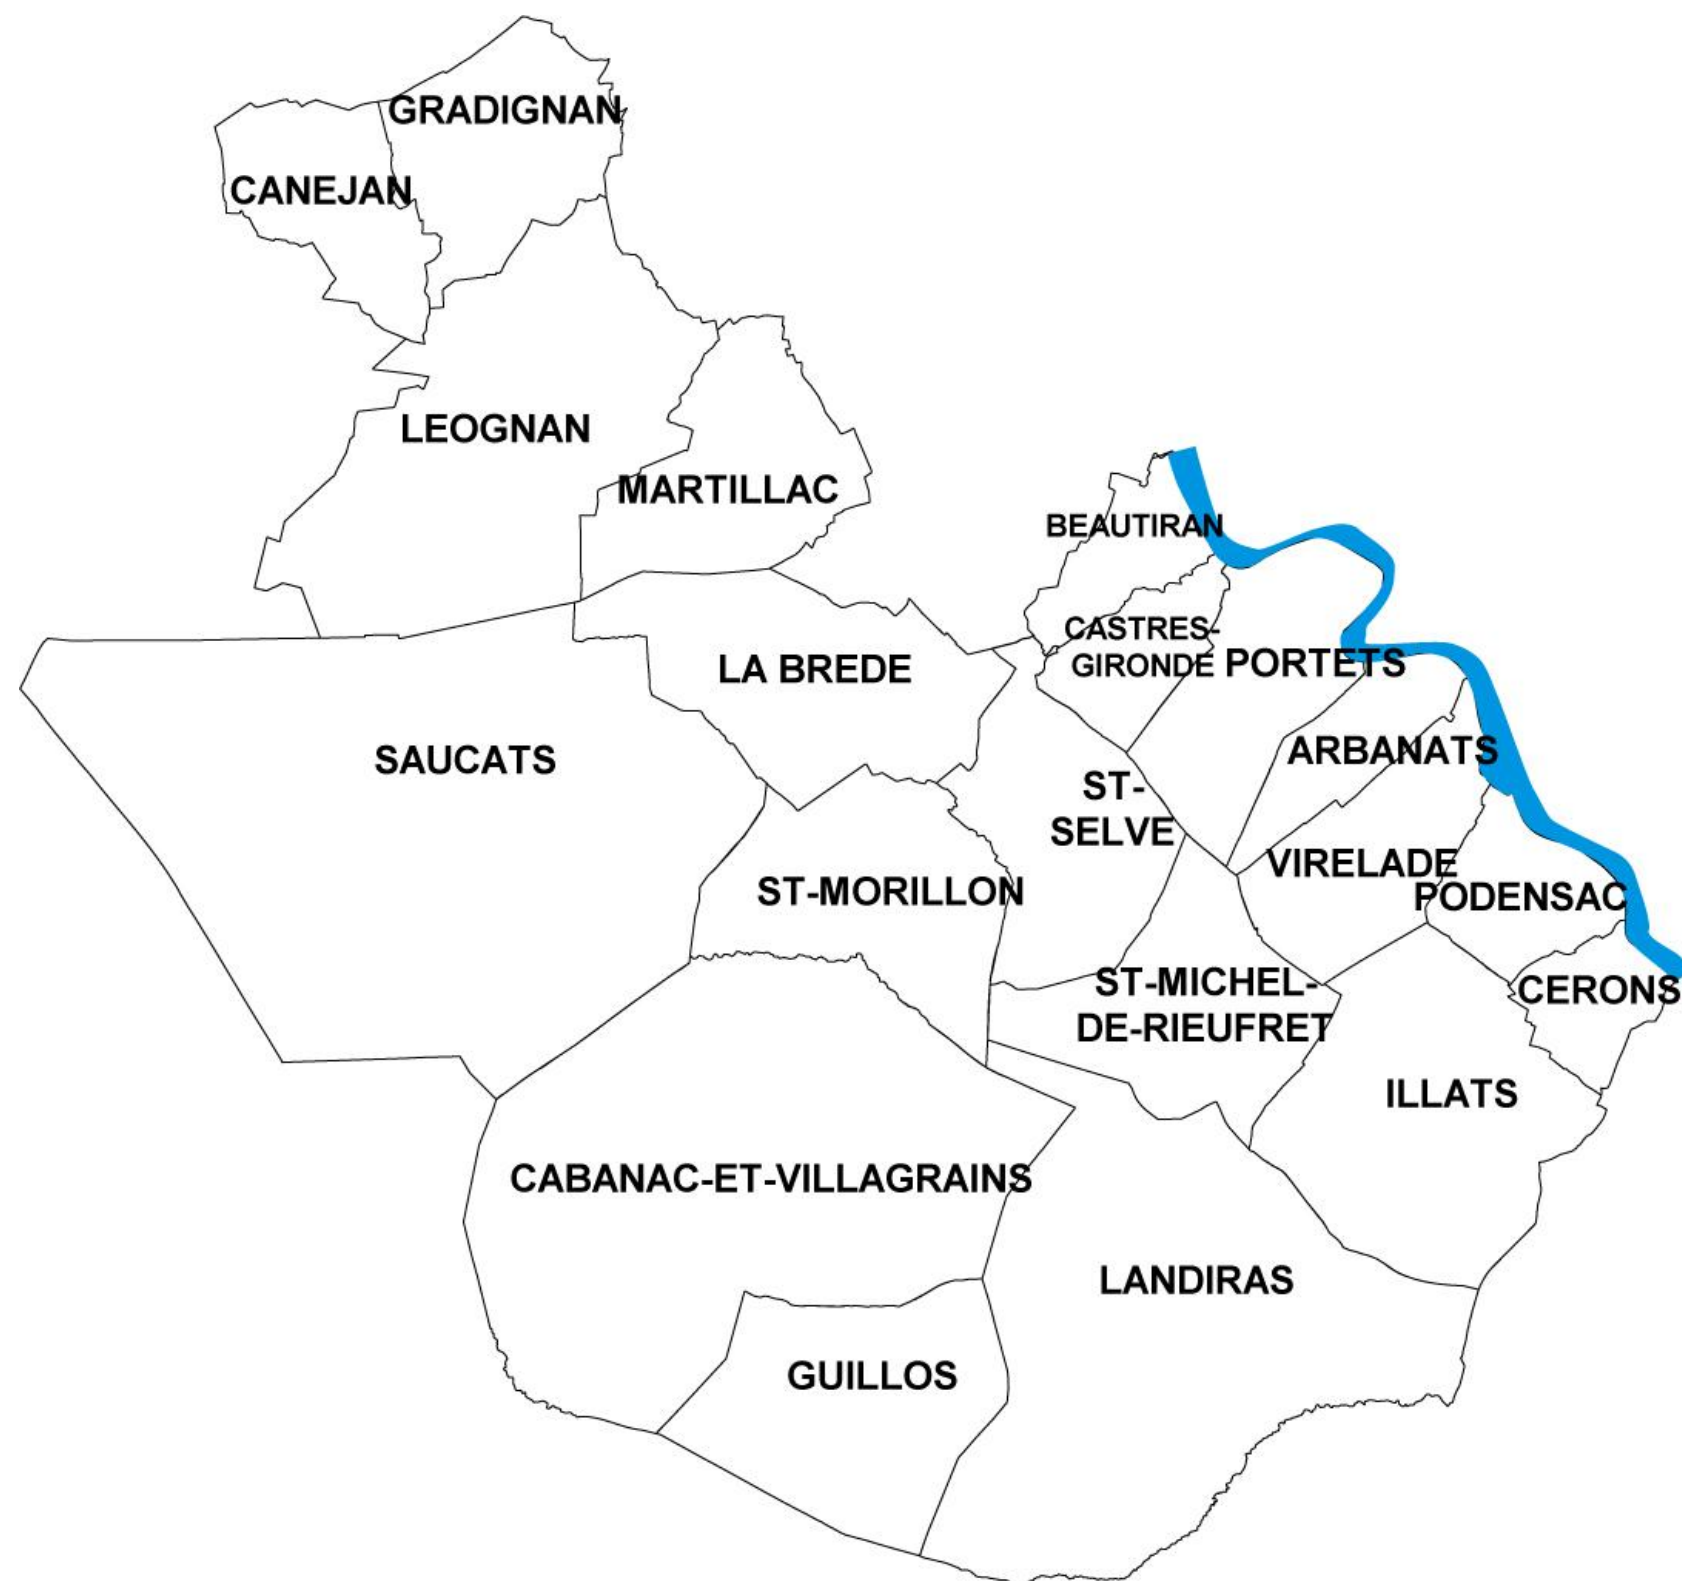 GRADIGNAN
CANEJAN
LEOGNAN
MARTILLAC
BEAUTIRAN
CASTRES-
GIRONDE
PORTETS
LA BREDE
SAUCATS
ARBANATS
ST-
SELVE
VIRELADE
ST-MORILLON
PODENSAC
ST-MICHEL-
DE-RIEUFRET
CERONS
ILLATS
CABANAC-ET-VILLAGRAINS
LANDIRAS
GUILLOS